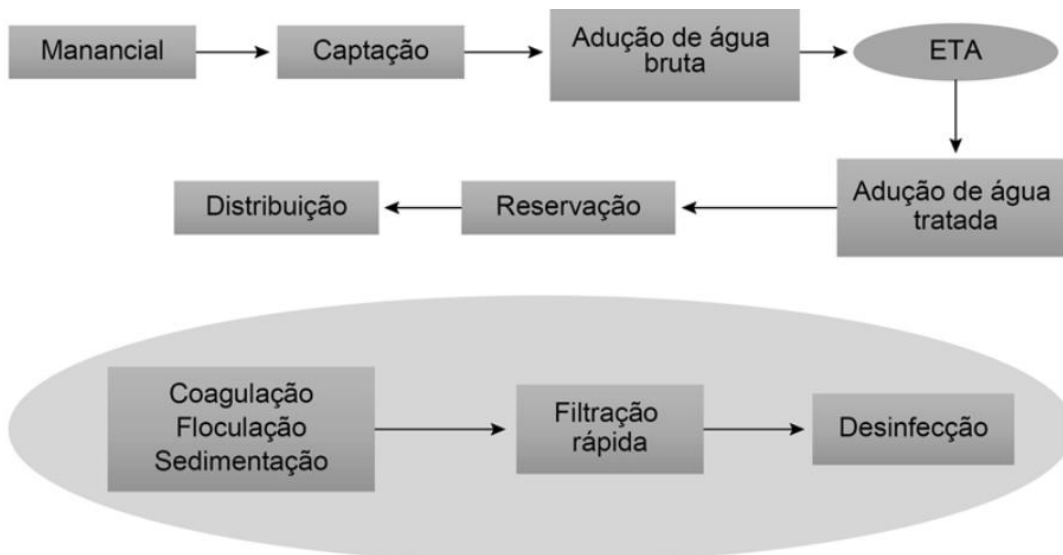 Manancial
Captação
Adução de água
bruta
ETA
Adução de água
tratada
Reservação
Distribuição
Coagulação
Floculação
Sedimentação
Filtração
rápida
Desinfecção